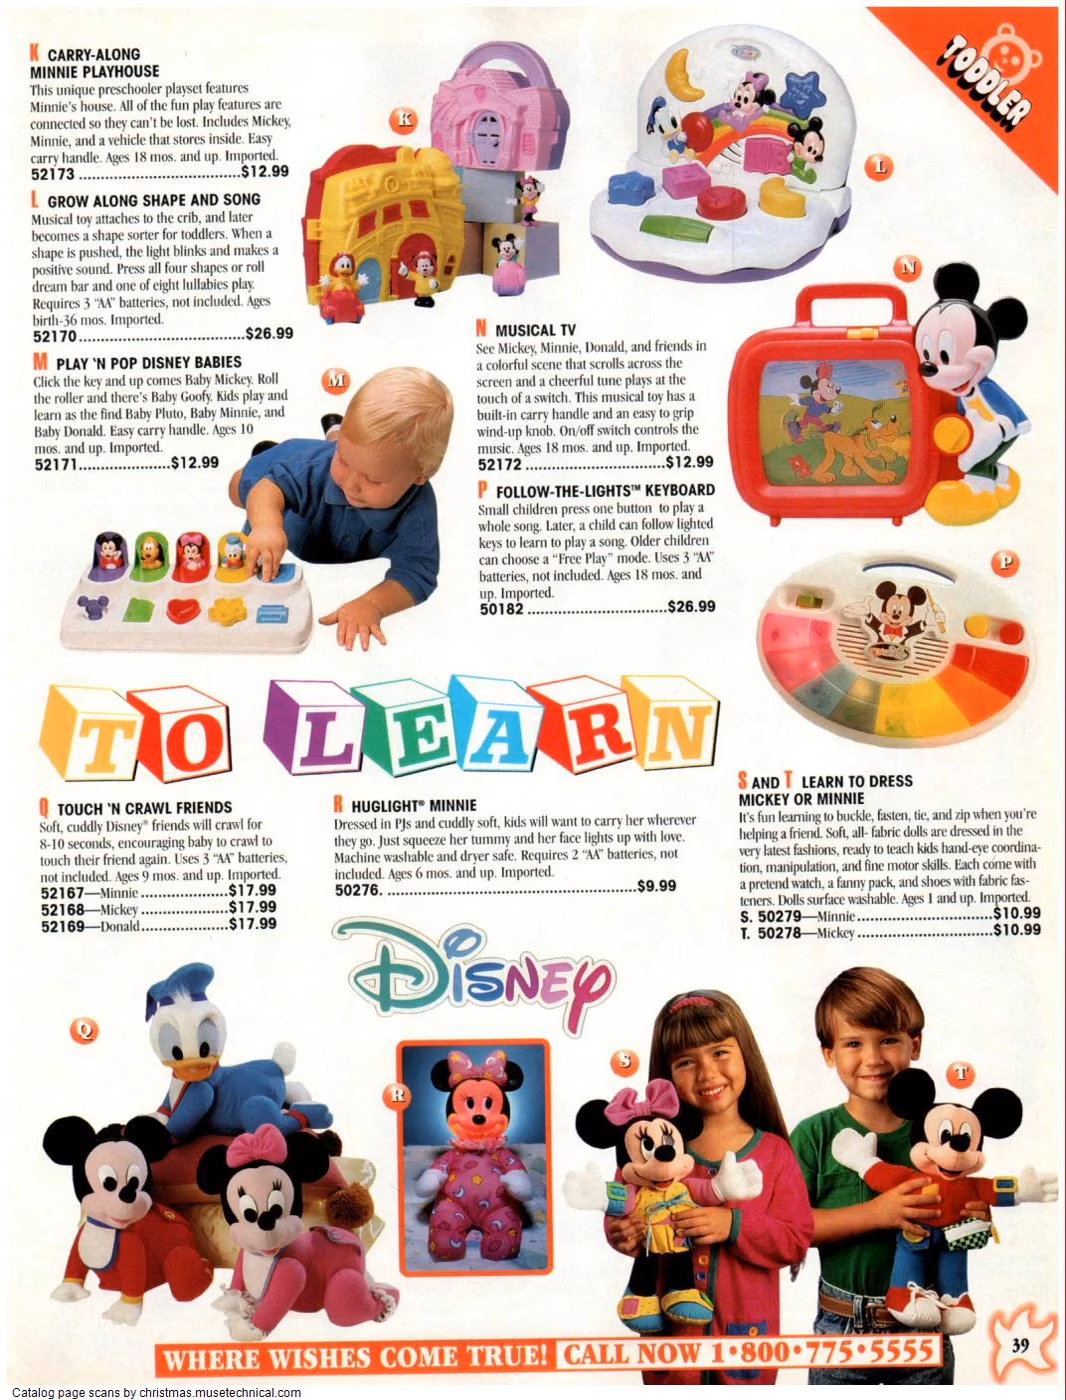 TODDLER
K CARRY-ALONG
MINNIE PLAYHOUSE
This unique preschooler playset features
Minnie's house. All of the fun play features are
connected so they can't be lost. Includes Mickey,
Minnie, and a vehicle that stores inside. Easy
carry handle. Ages 18 mos. and up. Imported.
52173 ....................................$12.99
L GROW ALONG SHAPE AND SONG
Musical toy attaches to the crib, and later
becomes a shape sorter for toddlers. When a
shape is pushed, the light blinks and makes a
positive sound. Press all four shapes or roll
dream bar and one of eight lullabies play.
Requires 3 "AA" batteries, not included. Ages
birth-36 mos. Imported.
52170.....................................$26.99
M PLAY 'N POP DISNEY BABIES
Click the key and up comes Baby Mickey. Roll
the roller and there's Baby Goofy. Kids play and
learn as the find Baby Pluto, Baby Minnie, and
Baby Donald. Easy carry handle. Ages 10
mos. and up. Imported.
52171.....................$12.99
K
L
M
N
N MUSICAL TV
See Mickey, Minnie, Donald, and friends in
a colorful scene that scrolls across the
screen and a cheerful tune plays at the
touch of a switch. This musical toy has a
built-in carry handle and an easy to grip
wind-up knob. On/off switch controls the
music. Ages 18 mos. and up. Imported.
52172 ...............................$12.99
P FOLLOW-THE-LIGHTS™ KEYBOARD
Small children press one button to play a
whole song. Later, a child can follow lighted
keys to learn to play a song. Older children
can choose a "Free Play" mode. Uses 3 "AA"
batteries, not included. Ages 18 mos. and
up. Imported.
50182 ...............................$26.99
P
TO LEARN
Q TOUCH 'N CRAWL FRIENDS
Soft, cuddly Disney® friends will crawl for
8-10 seconds, encouraging baby to crawl to
touch their friend again. Uses 3 "AA" batteries,
not included. Ages 9 mos. and up. Imported.
52167—Minnie ....................$17.99
52168—Mickey ....................$17.99
52169—Donald....................$17.99
R HUGLIGHT® MINNIE
Dressed in PJs and cuddly soft, kids will want to carry her wherever
they go. Just squeeze her tummy and her face lights up with love.
Machine washable and dryer safe. Requires 2 "AA" batteries, not
included. Ages 6 mos. and up. Imported.
50276. ..............................................................$9.99
S AND T LEARN TO DRESS
MICKEY OR MINNIE
It's fun learning to buckle, fasten, tie, and zip when you're
helping a friend. Soft, all- fabric dolls are dressed in the
very latest fashions, ready to teach kids hand-eye coordina-
tion, manipulation, and fine motor skills. Each come with
a pretend watch, a fanny pack, and shoes with fabric fas-
teners. Dolls surface washable. Ages 1 and up. Imported.
S. 50279—Minnie..............................$10.99
T. 50278—Mickey..............................$10.99
DISNEY
Q
R
S
T
WHERE WISHES COME TRUE! CALL NOW 1•800•775•5555
39
Catalog page scans by christmas.musetechnical.com